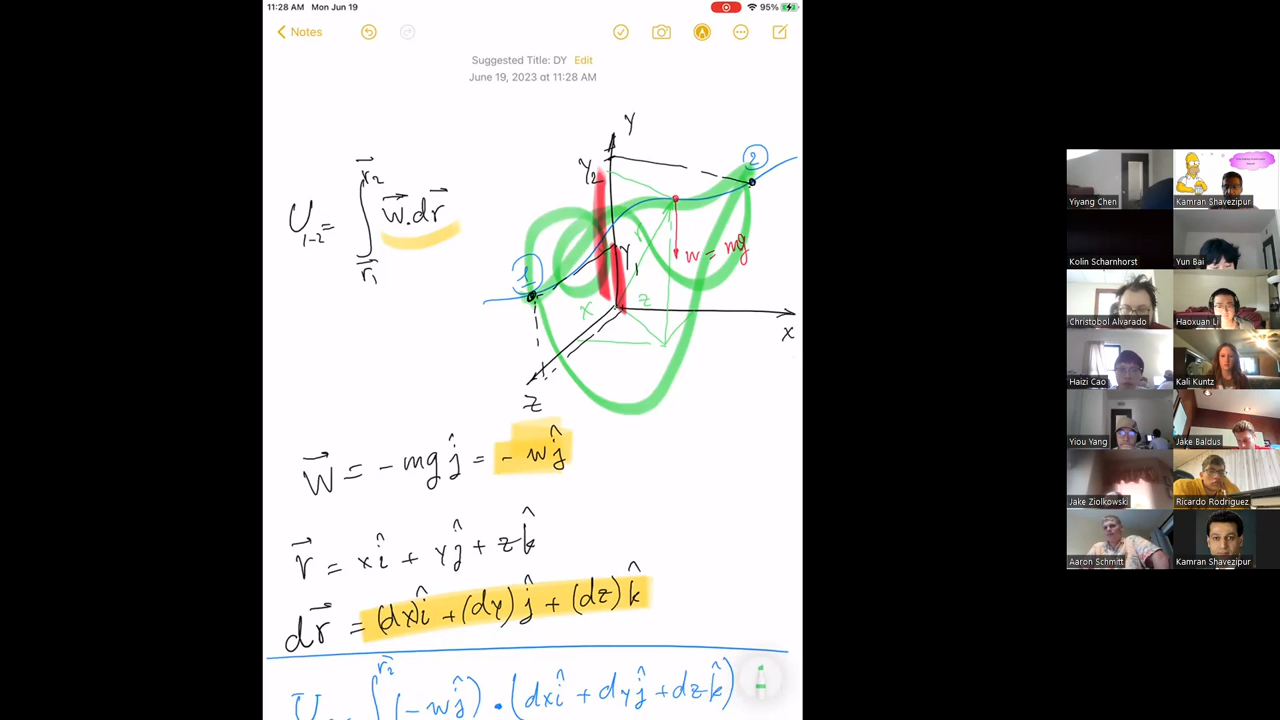 11:28 AM Mon Jun 19
95%
Notes
Suggested Title: DY Edit
June 19, 2023 at 11:28 AM
Y
Y2
2
U1-2 = ∫ r⃗1 r⃗2 w⃗.dr⃗
1
Y1
r
w = mg
x
z
X
Z
w⃗ = - mg ĵ = - w ĵ
r⃗ = x î + y ĵ + z k̂
dr⃗ = (dx) î + (dy) ĵ + (dz) k̂
r⃗2
U = ∫ (- w ĵ) • (dx î + dy ĵ + dz k̂)
Yiyang Chen
Kamran Shavezipur
Kolin Scharnhorst
Yun Bai
Christobol Alvarado
Haoxuan Li
Haizi Cao
Kali Kuntz
Yiou Yang
Jake Baldus
Jake Ziolkowski
Ricardo Rodriguez
Aaron Schmitt
Kamran Shavezipur